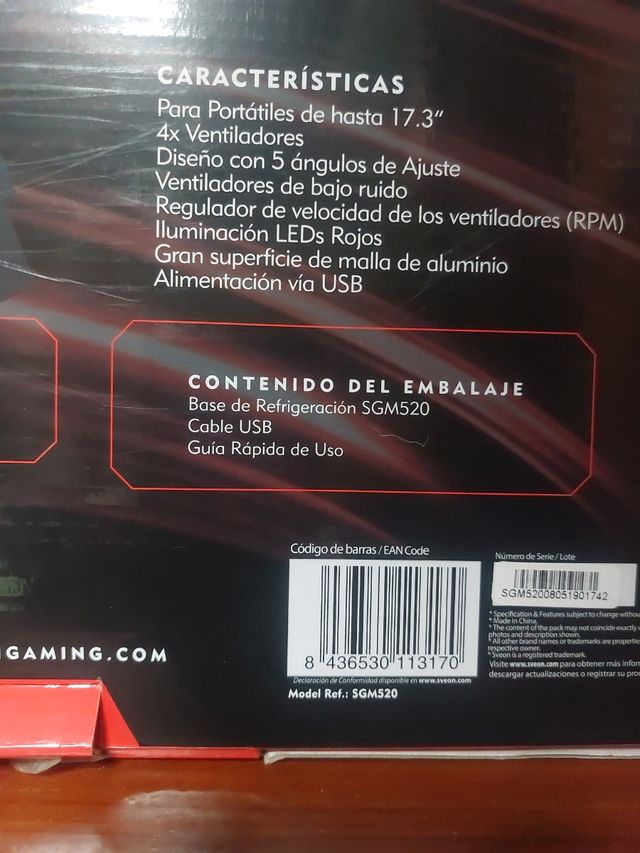 CARACTERÍSTICAS
Para Portátiles de hasta 17.3"
4x Ventiladores
Diseño con 5 ángulos de Ajuste
Ventiladores de bajo ruido
Regulador de velocidad de los ventiladores (RPM)
Iluminación LEDs Rojos
Gran superficie de malla de aluminio
Alimentación vía USB
CONTENIDO DEL EMBALAJE
Base de Refrigeración SGM520
Cable USB
Guía Rápida de Uso
Código de barras / EAN Code
8 436530 113170
Declaración de Conformidad disponible en www.sveon.com
Model Ref.: SGM520
Número de Serie / Lote
SGM52008051901742
* Specification & Features subject to change without
* Made in China.
* The content of the pack may not coincide exactly
photos and description shown.
* All other brand names or trademarks are
respective owner.
* Sveon is a registered trademark.
Visite www.sveon.com para obtener más
descargar actualizaciones o registrar su
GAMING.COM